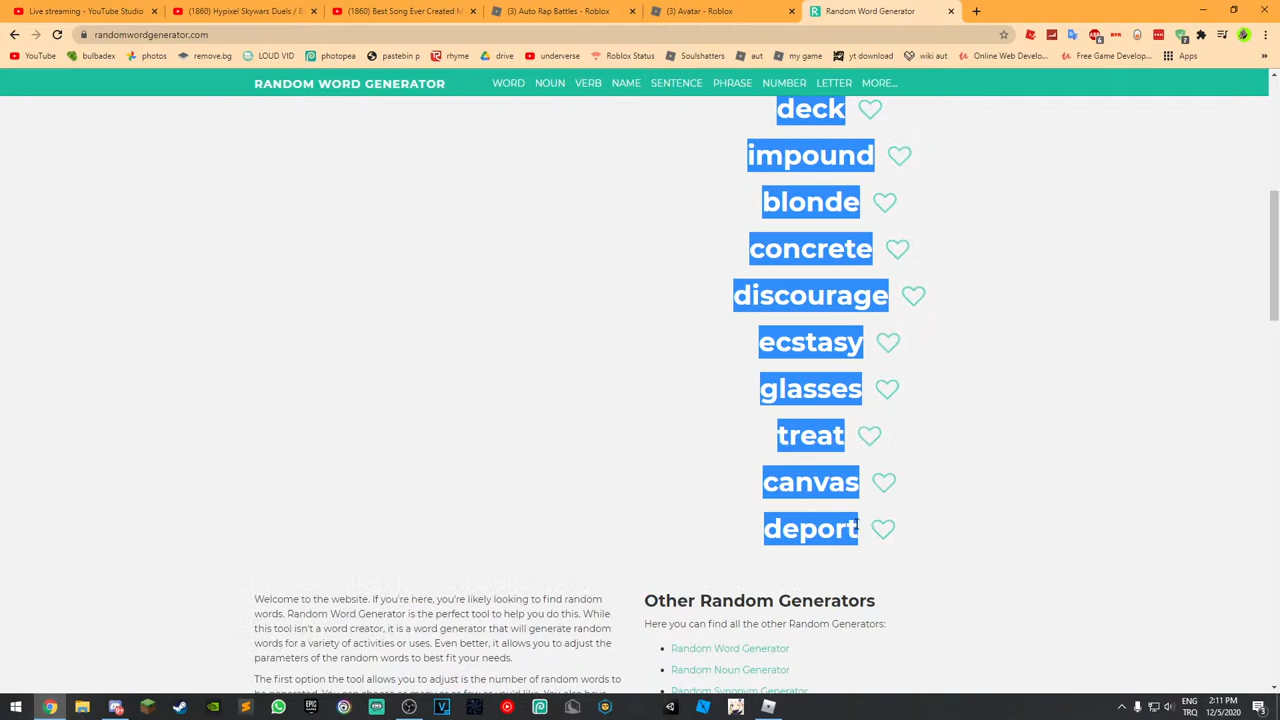 Live streaming - YouTube Studio
(1860) Hypixel Skywars Duels / B
(1860) Best Song Ever Created M
(3) Auto Rap Battles - Roblox
(3) Avatar - Roblox
Random Word Generator
randomwordgenerator.com
YouTube
bulbadex
photos
remove.bg
LOUD VID
photopea
pastebin p
rhyme
drive
underverse
Roblox Status
Soulshatters
aut
my game
yt download
wiki aut
Online Web Develo...
Free Game Develop...
Apps
RANDOM WORD GENERATOR
WORD
NOUN
VERB
NAME
SENTENCE
PHRASE
NUMBER
LETTER
MORE...
deck
impound
blonde
concrete
discourage
ecstasy
glasses
treat
canvas
deport
Welcome to the website. If you're here, you're likely looking to find random
words. Random Word Generator is the perfect tool to help you do this. While
this tool isn't a word creator, it is a word generator that will generate random
words for a variety of activities or uses. Even better, it allows you to adjust the
parameters of the random words to best fit your needs.
The first option the tool allows you to adjust is the number of random words to
Other Random Generators
Here you can find all the other Random Generators:
Random Word Generator
Random Noun Generator
Random Synonym Generator
ENG
TRQ
2:11 PM
12/5/2020